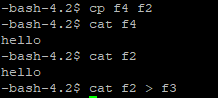 -bash-4.2$ cp f4 f2
-bash-4.2$ cat f4
hello
-bash-4.2$ cat f2
hello
-bash-4.2$ cat f2 > f3